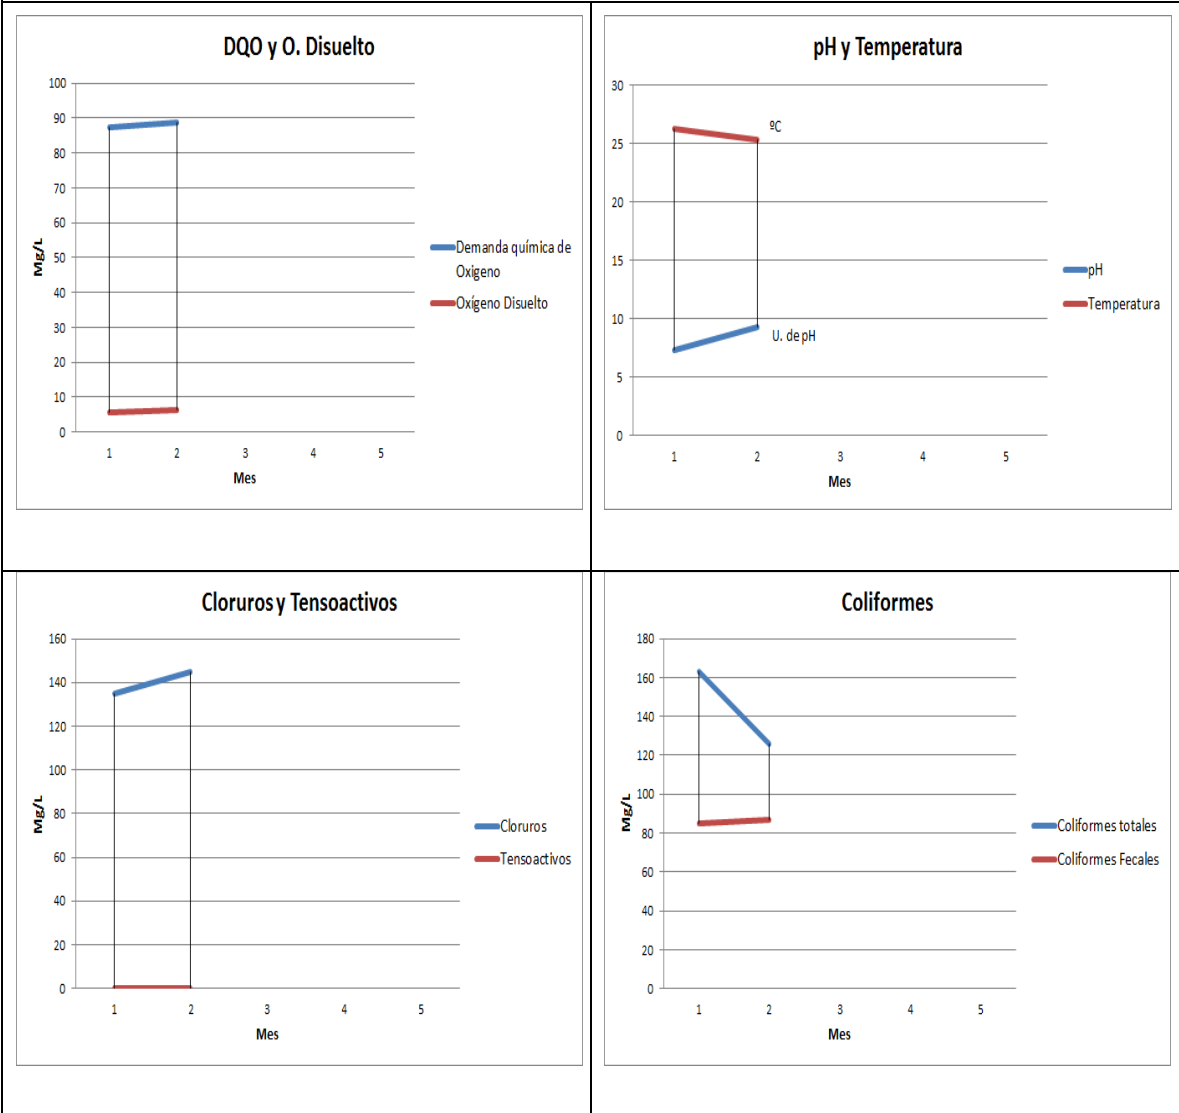 DQO y O. Disuelto
100
90
80
70
60
50
40
30
20
10
0
Mg/L
1 2 3 4 5
Mes
Demanda química de
Oxigeno
Oxígeno Disuelto
pH y Temperatura
30
25
20
15
10
5
0
ºC
U. de pH
1 2 3 4 5
Mes
pH
Temperatura
Cloruros y Tensoactivos
160
140
120
100
80
60
40
20
0
Mg/L
1 2 3 4 5
Mes
Cloruros
Tensoactivos
Coliformes
180
160
140
120
100
80
60
40
20
0
Mg/L
1 2 3 4 5
Mes
Coliformes totales
Coliformes Fecales